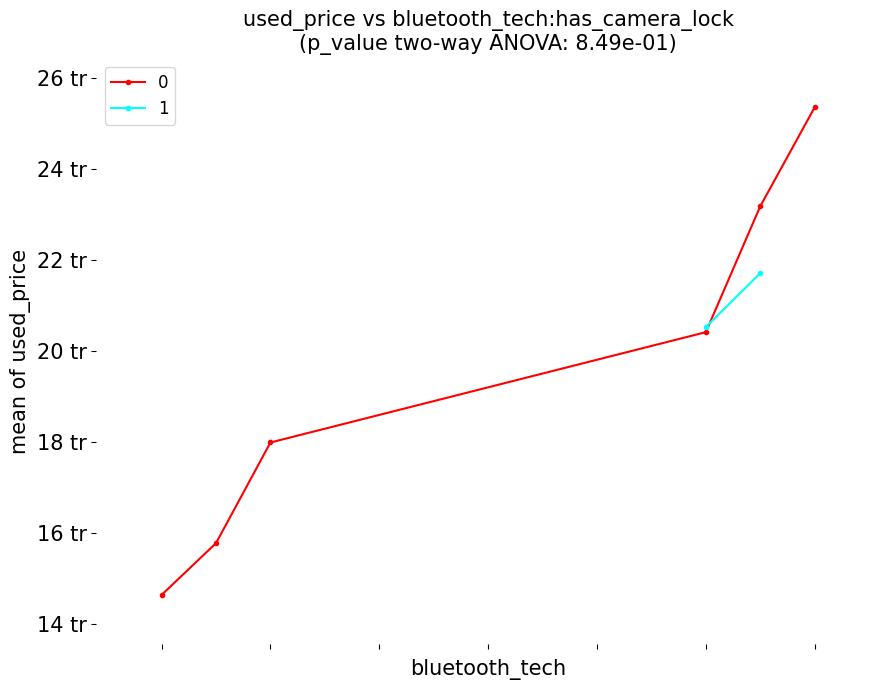 used_price vs bluetooth_tech:has_camera_lock
(p_value two-way ANOVA: 8.49e-01)
0
1
26 tr
24 tr
22 tr
20 tr
18 tr
16 tr
14 tr
mean of used_price
bluetooth_tech